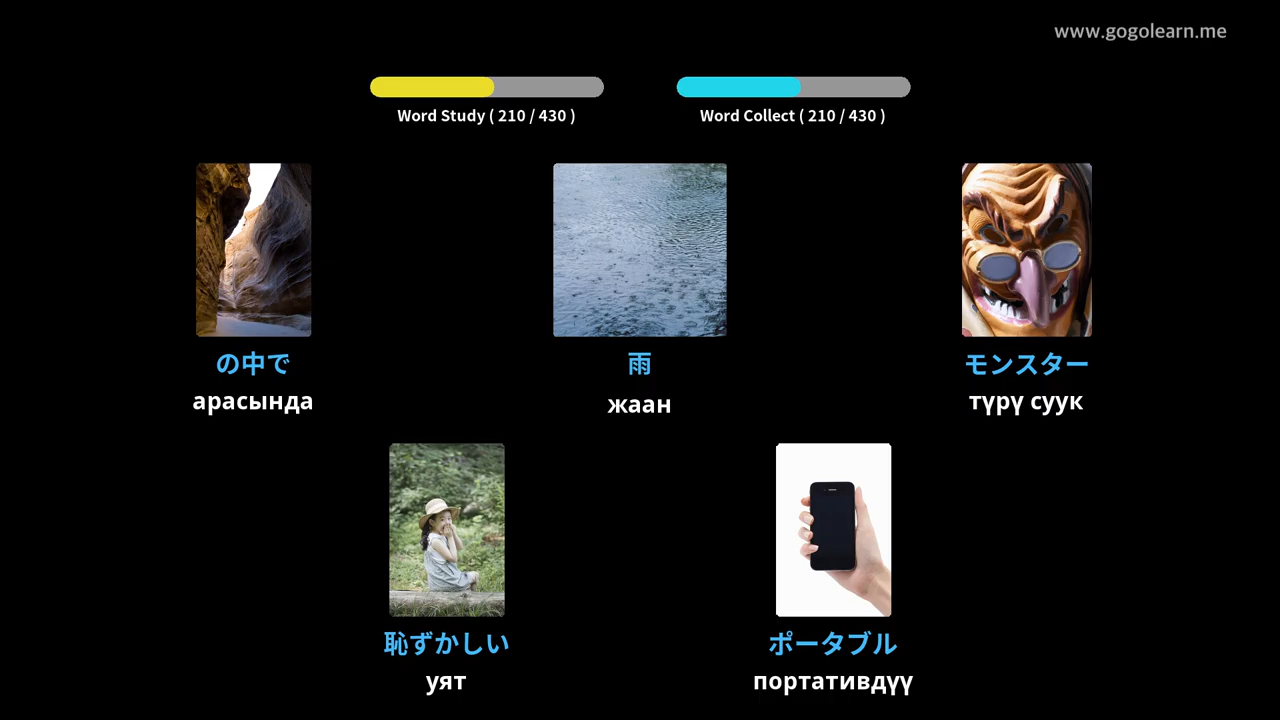 www.gogolearn.me
Word Study ( 210 / 430 )
Word Collect ( 210 / 430 )
の中で
арасында
雨
жаан
モンスター
түрү суук
恥ずかしい
уят
ポータブル
портативдүү